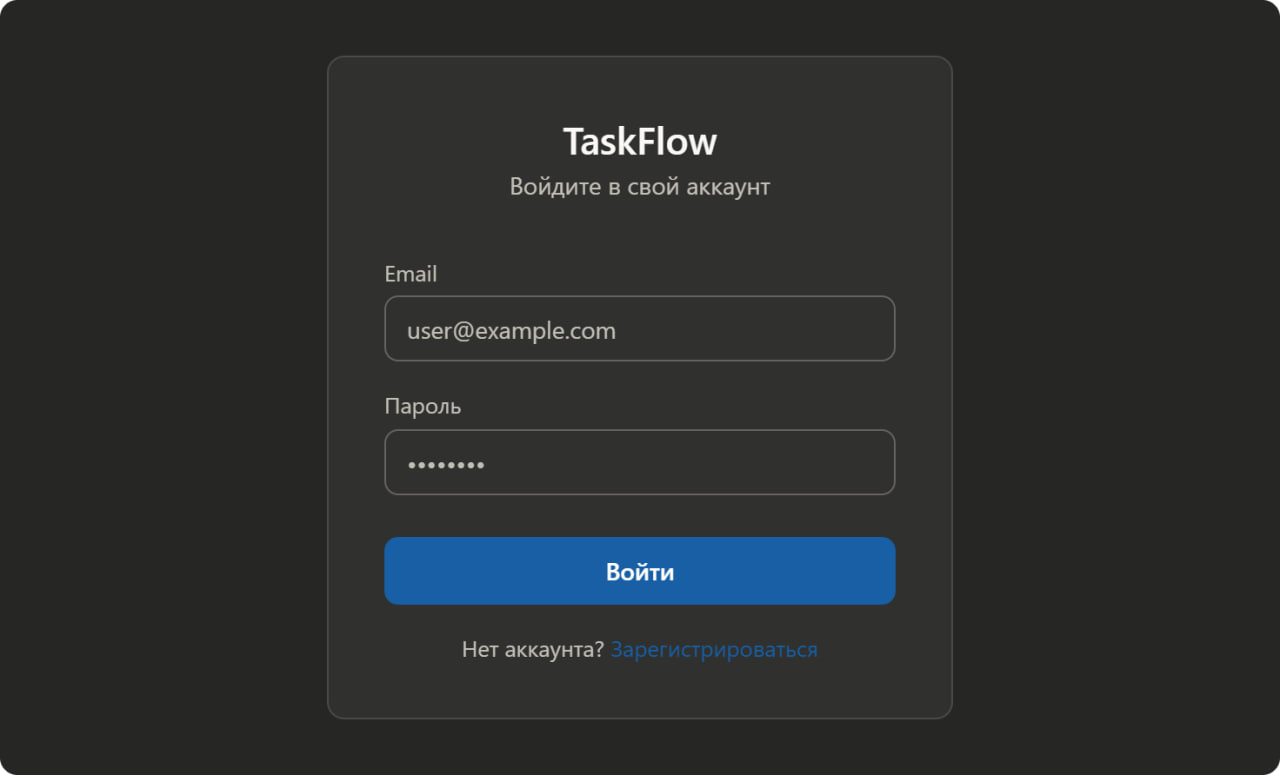 TaskFlow
Войдите в свой аккаунт
Email
user@example.com
Пароль
••••••••
Войти
Нет аккаунта? Зарегистрироваться